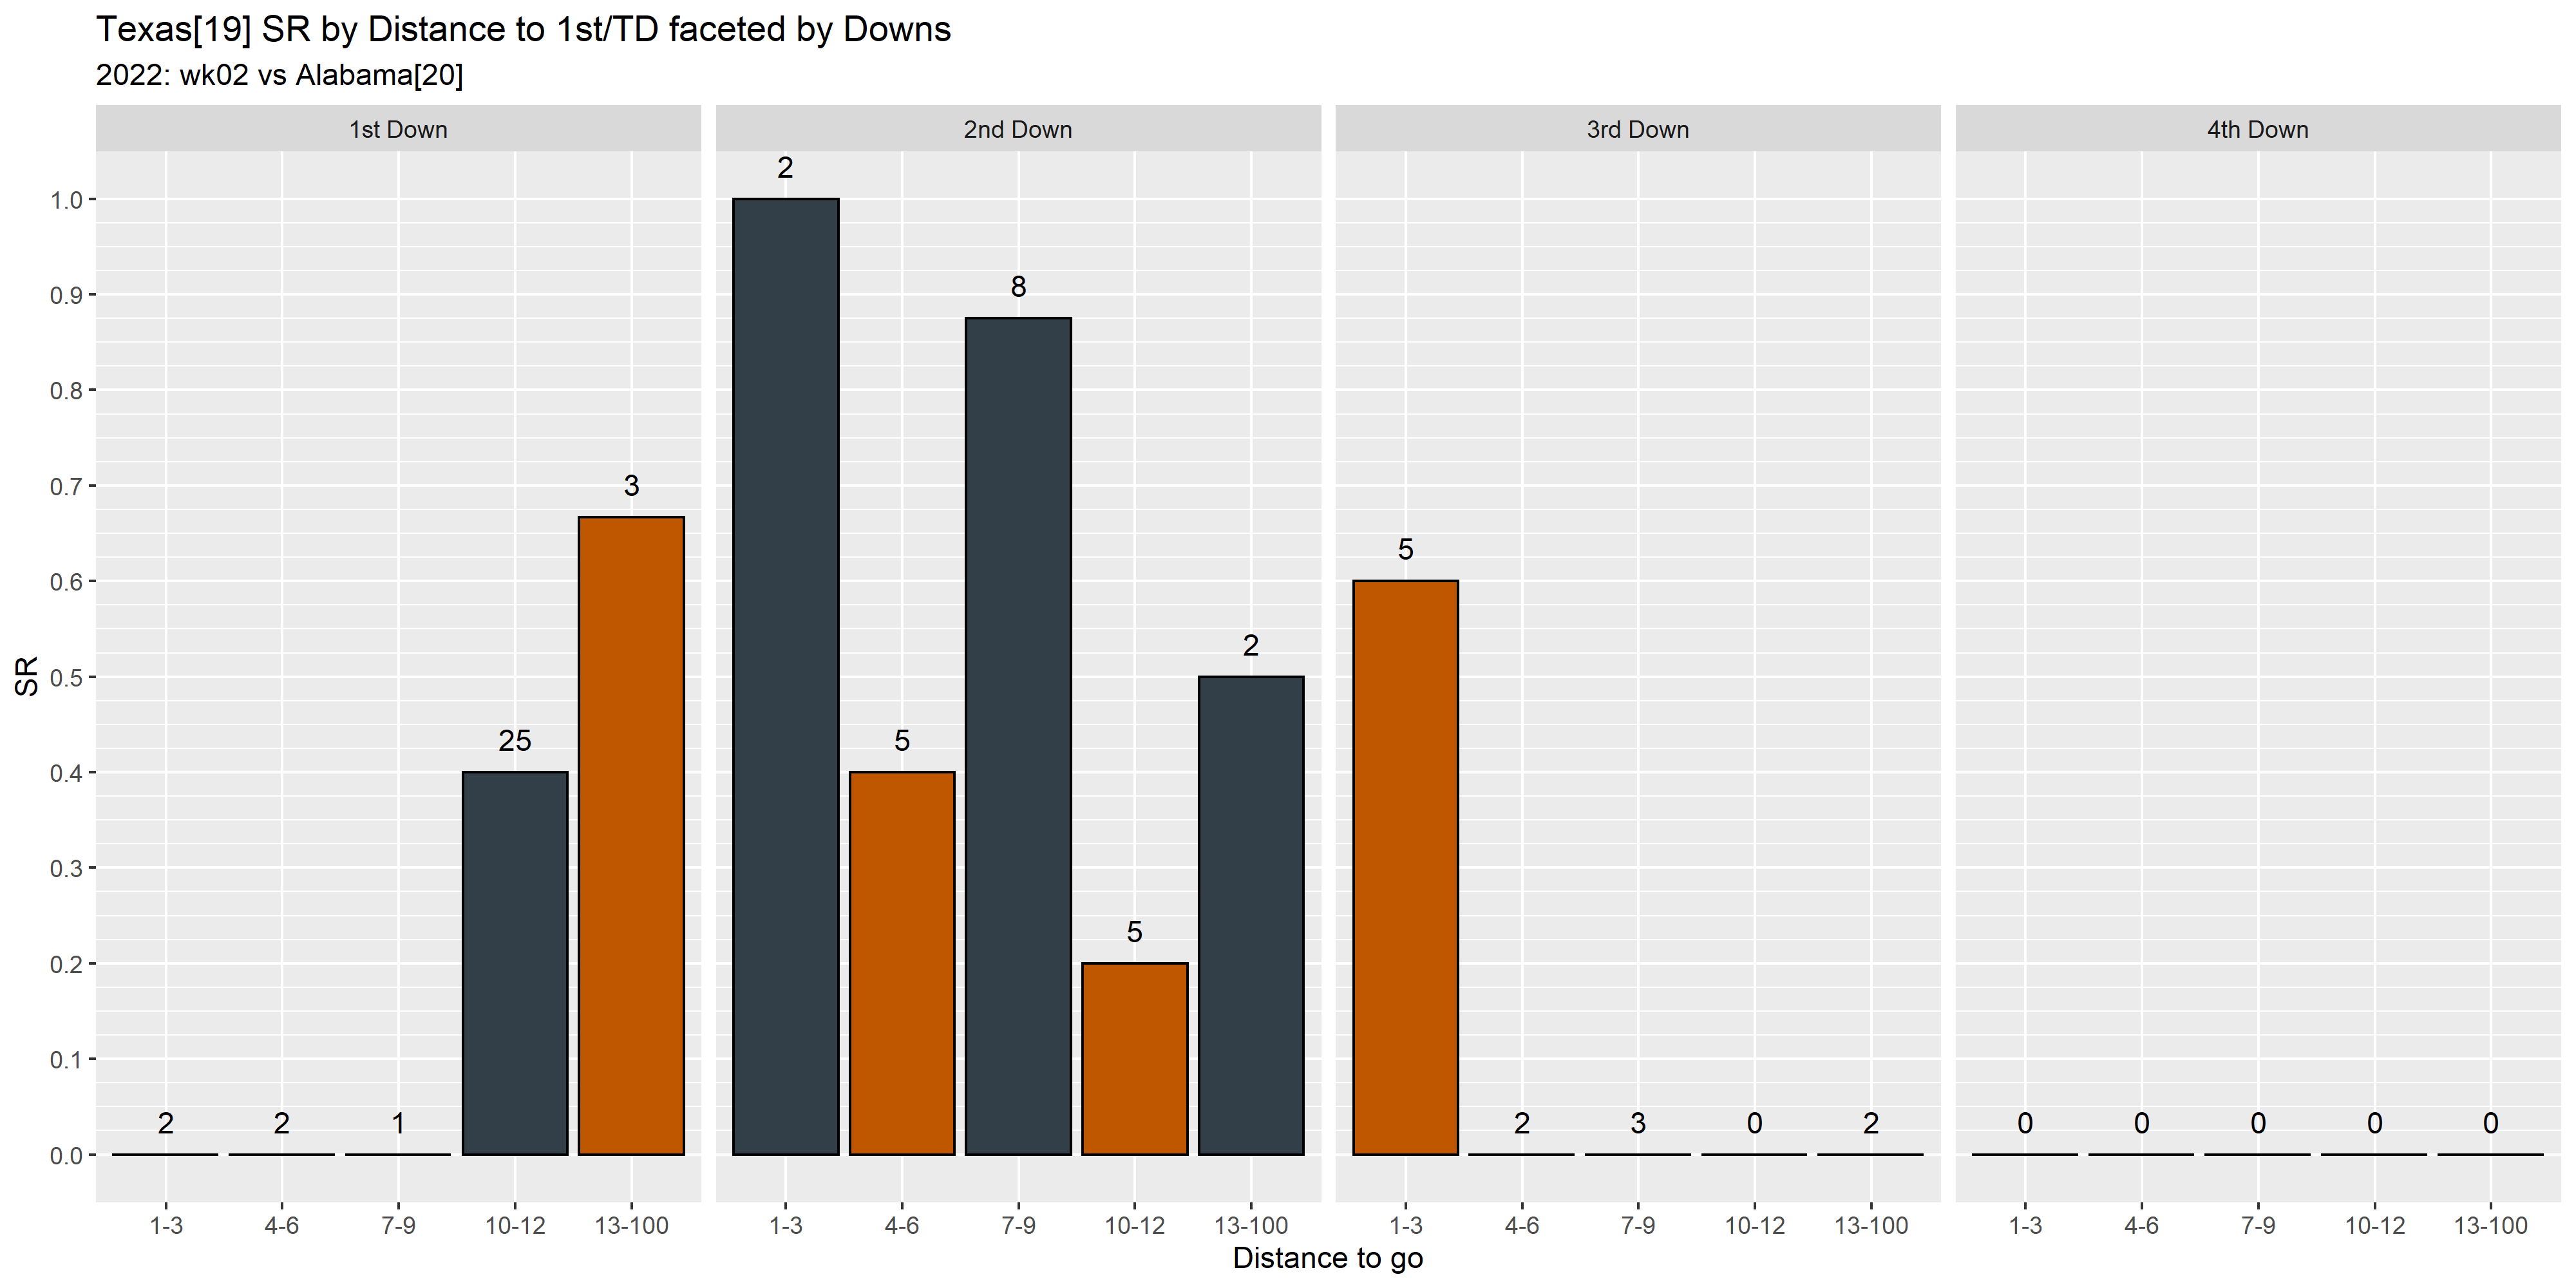 Texas[19] SR by Distance to 1st/TD faceted by Downs
2022: wk02 vs Alabama[20]
1st Down 2nd Down 3rd Down 4th Down
SR
1.0
0.9
0.8
0.7
0.6
0.5
0.4
0.3
0.2
0.1
0.0
2 2 1 25 3
2 5 8 5 2
5 2 3 0 2
0 0 0 0 0
1-3 4-6 7-9 10-12 13-100 1-3 4-6 7-9 10-12 13-100 1-3 4-6 7-9 10-12 13-100 1-3 4-6 7-9 10-12 13-100
Distance to go